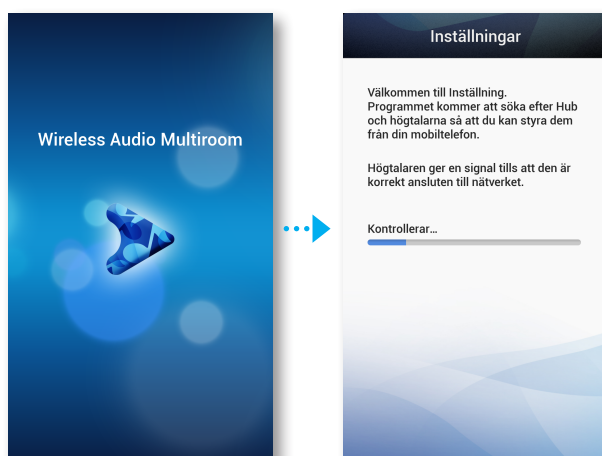 Wireless Audio Multiroom
Inställningar
Välkommen till Inställning.
Programmet kommer att söka efter Hub
och högtalarna så att du kan styra dem
från din mobiltelefon.
Högtalaren ger en signal tills att den är
korrekt ansluten till nätverket.
Kontrollerar...